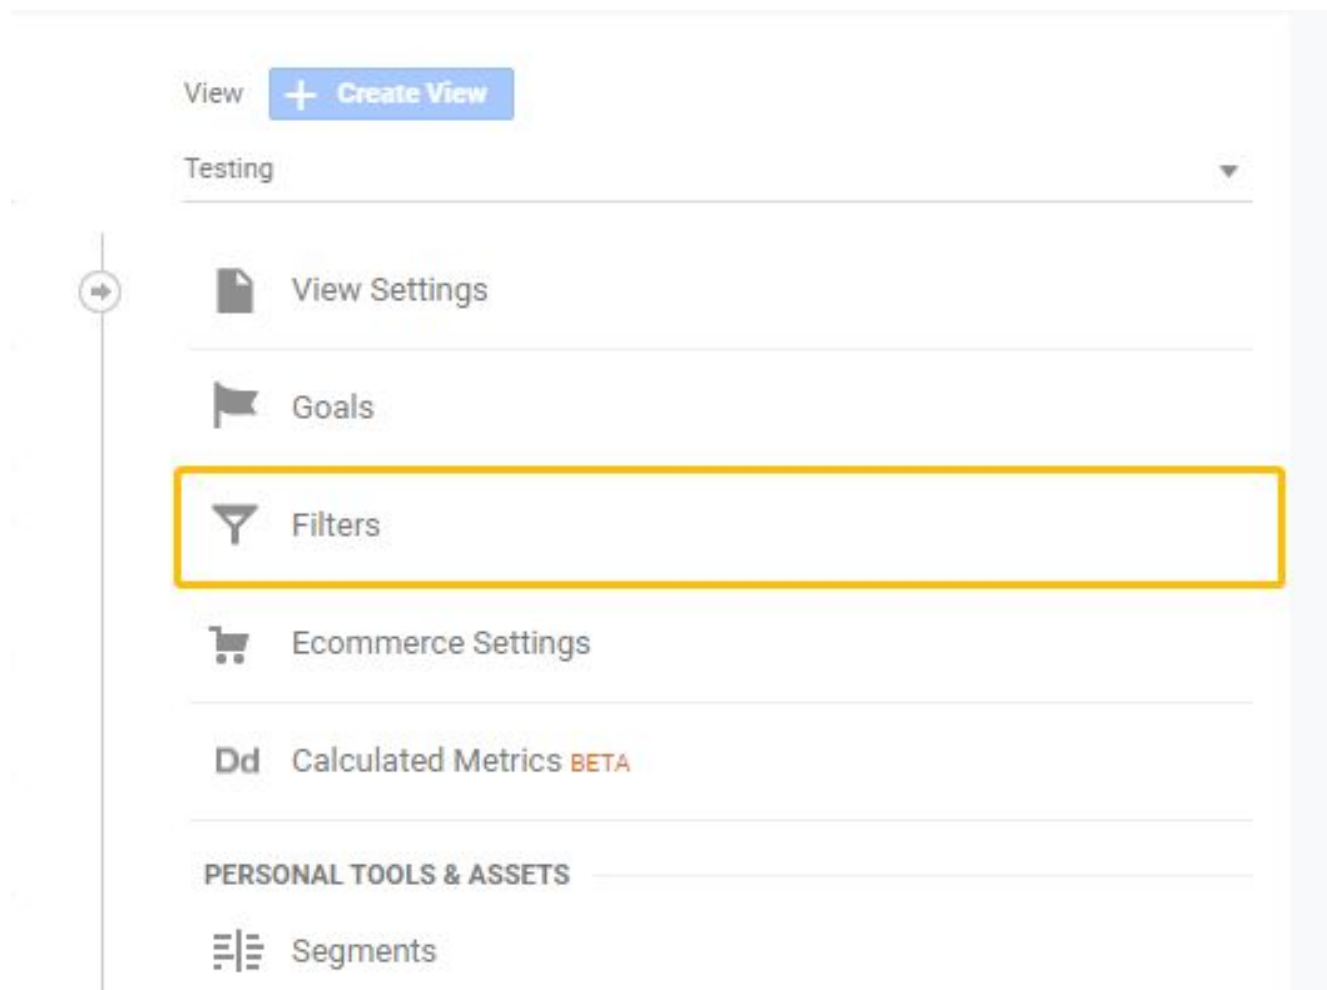 View + Create View
Testing
View Settings
Goals
Filters
Ecommerce Settings
Dd Calculated Metrics BETA
PERSONAL TOOLS & ASSETS
Segments